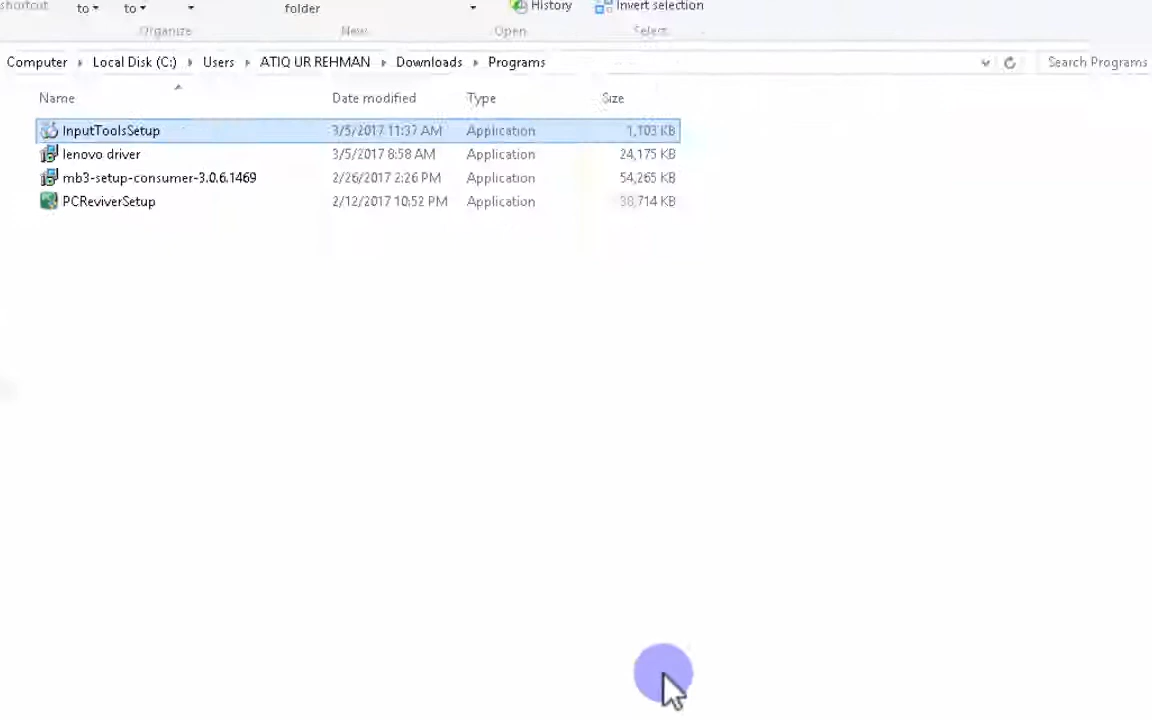 shortcut to to folder History Invert selection
Organize New Open Select
Computer Local Disk (C:) Users ATIQ UR REHMAN Downloads Programs Search Programs
Name Date modified Type Size
InputToolsSetup 3/5/2017 11:37 AM Application 1,103 KB
lenovo driver 3/5/2017 8:58 AM Application 24,175 KB
mb3-setup-consumer-3.0.6.1469 2/26/2017 2:26 PM Application 54,265 KB
PCReviverSetup 2/12/2017 10:52 PM Application 38,714 KB